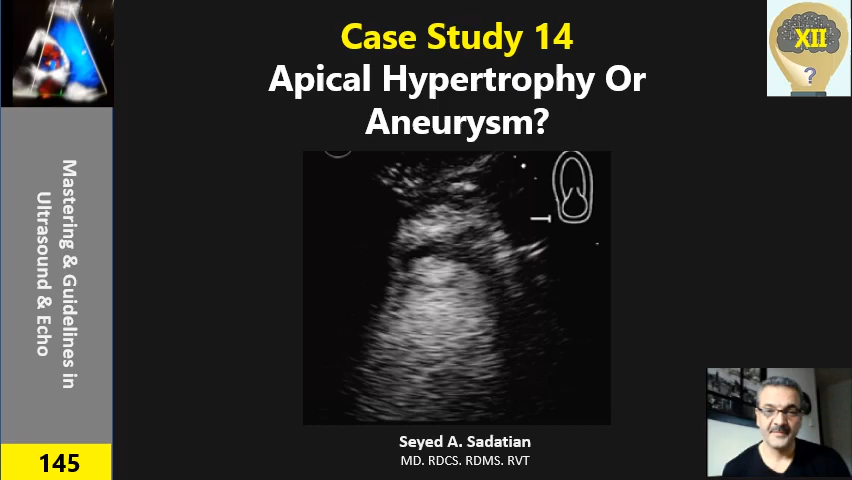 Case Study 14
Apical Hypertrophy Or
Aneurysm?
XII
?
Mastering & Guidelines in
Ultrasound & Echo
145
Seyed A. Sadatian
MD. RDCS. RDMS. RVT